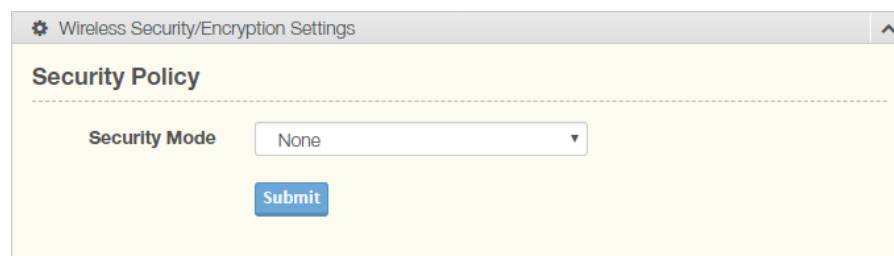 Wireless Security/Encryption Settings
Security Policy
Security Mode None
Submit